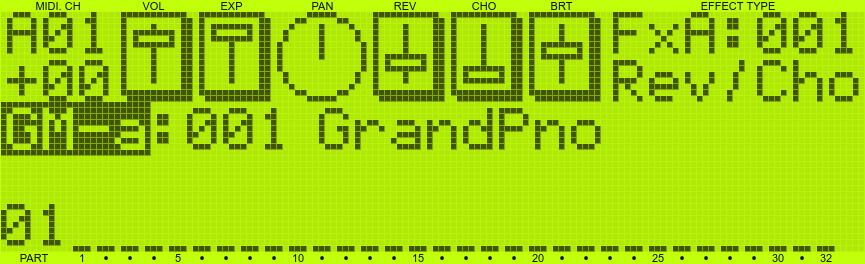 MIDI. CH VOL EXP PAN REV CHO BRT EFFECT TYPE
A01 FxA:001
+00 Rev/Cho
GM-a:001 GrandPno
01
PART 1 • • • 5 • • • • 10 • • • • 15 • • • • 20 • • • • 25 • • • • 30 • 32